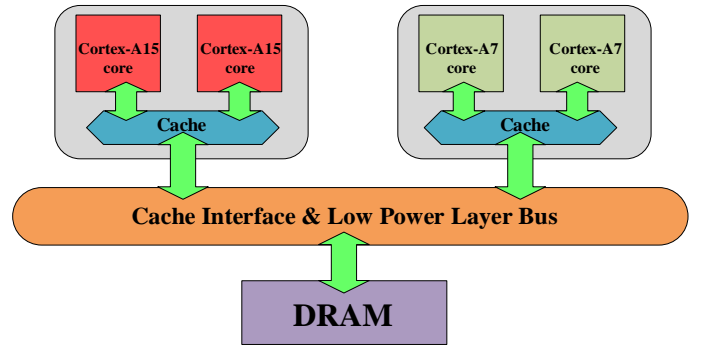 Cortex-A15
core
Cortex-A15
core
Cortex-A7
core
Cortex-A7
core
Cache
Cache
Cache Interface & Low Power Layer Bus
DRAM